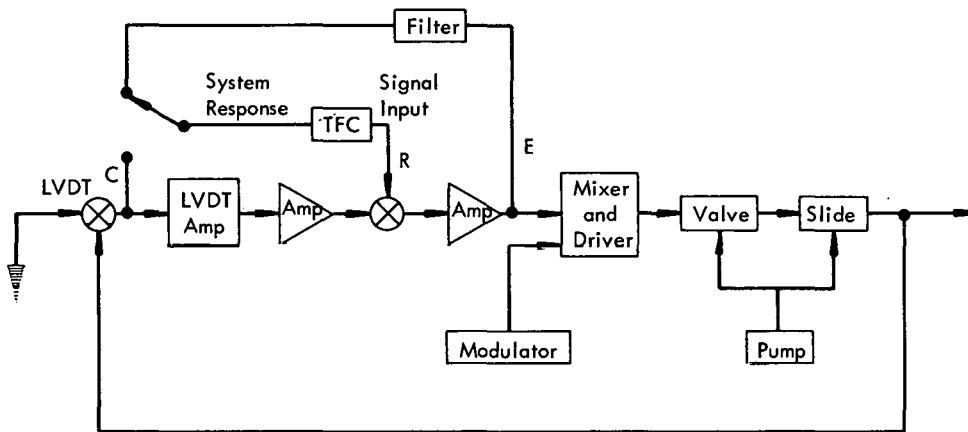 Filter
System
Response
Signal
Input
TFC
R
E
C
LVDT
LVDT
Amp
Amp
Amp
Mixer
and
Driver
Valve
Slide
Modulator
Pump